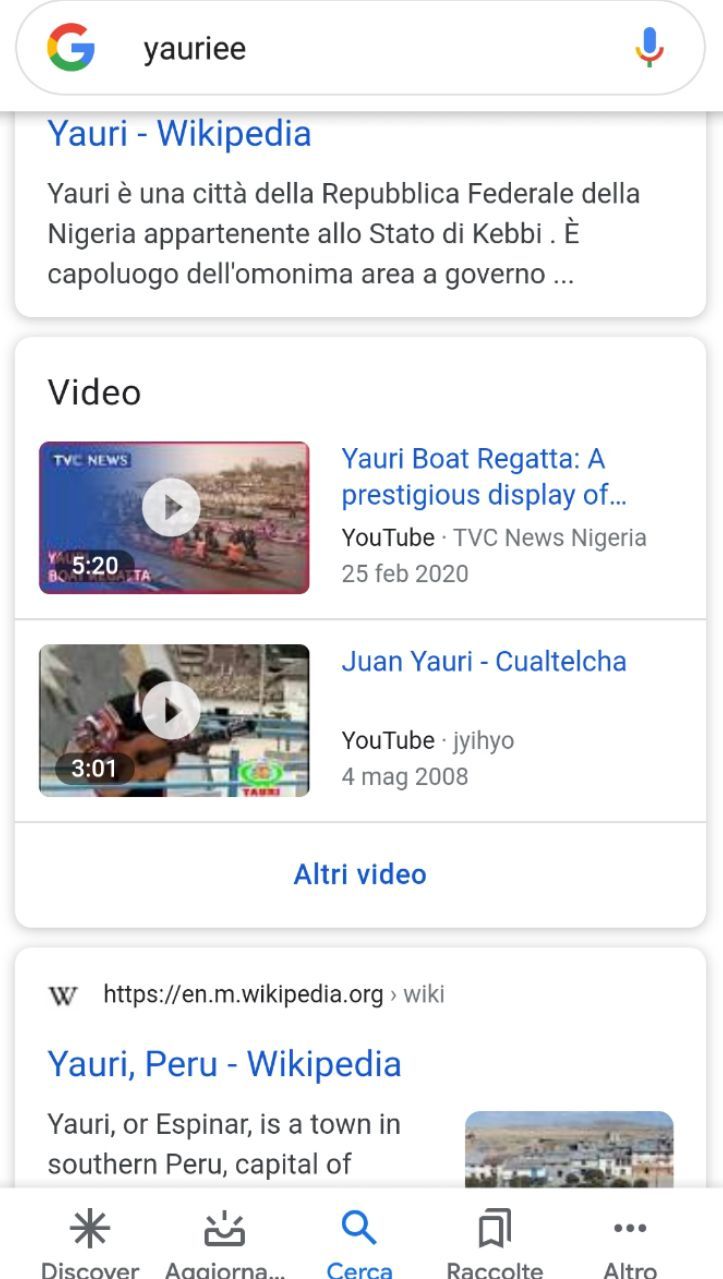 yauriee
Yauri - Wikipedia
Yauri è una città della Repubblica Federale della
Nigeria appartenente allo Stato di Kebbi . È
capoluogo dell'omonima area a governo ...
Video
TVC NEWS
YAURI
BOAT REGATTA
5:20
Yauri Boat Regatta: A
prestigious display of...
YouTube · TVC News Nigeria
25 feb 2020
YAURI
3:01
Juan Yauri - Cualtelcha
YouTube · jyihyo
4 mag 2008
Altri video
W https://en.m.wikipedia.org › wiki
Yauri, Peru - Wikipedia
Yauri, or Espinar, is a town in
southern Peru, capital of
Discover Aggiorna... Cerca Raccolte Altro